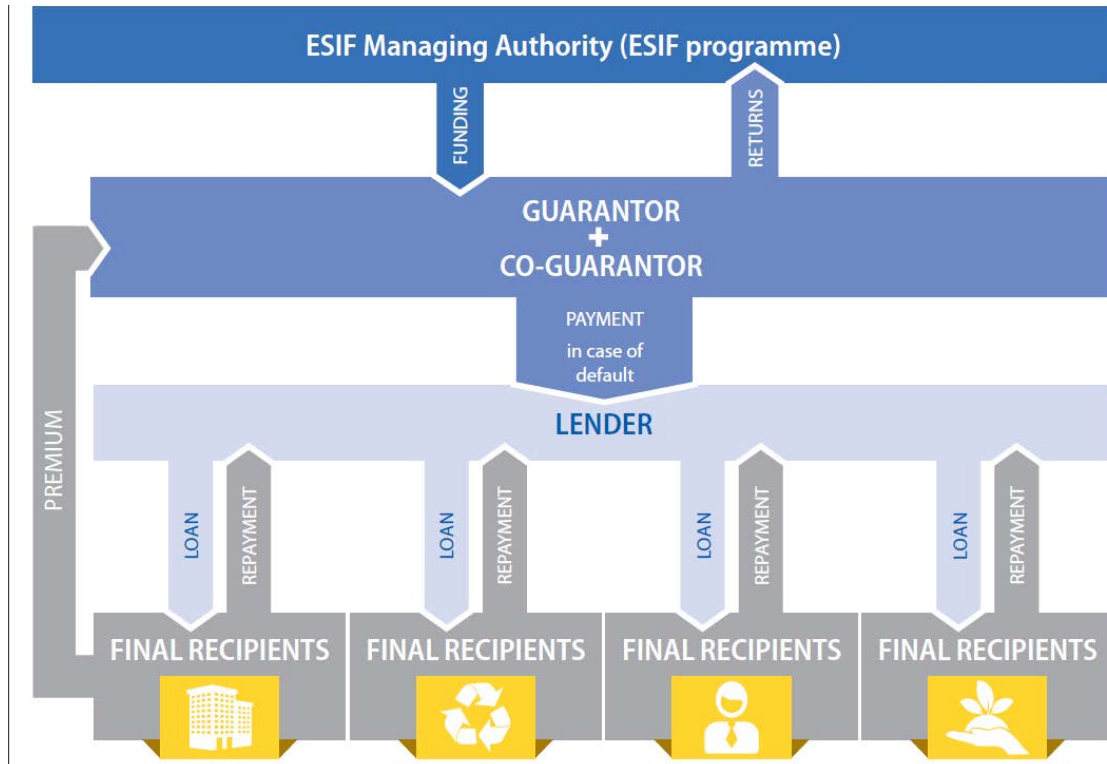 ESIF Managing Authority (ESIF programme)
FUNDING
RETURNS
GUARANTOR
+
CO-GUARANTOR
PAYMENT
in case of
default
PREMIUM
LENDER
LOAN
REPAYMENT
LOAN
REPAYMENT
LOAN
REPAYMENT
LOAN
REPAYMENT
FINAL RECIPIENTS
FINAL RECIPIENTS
FINAL RECIPIENTS
FINAL RECIPIENTS